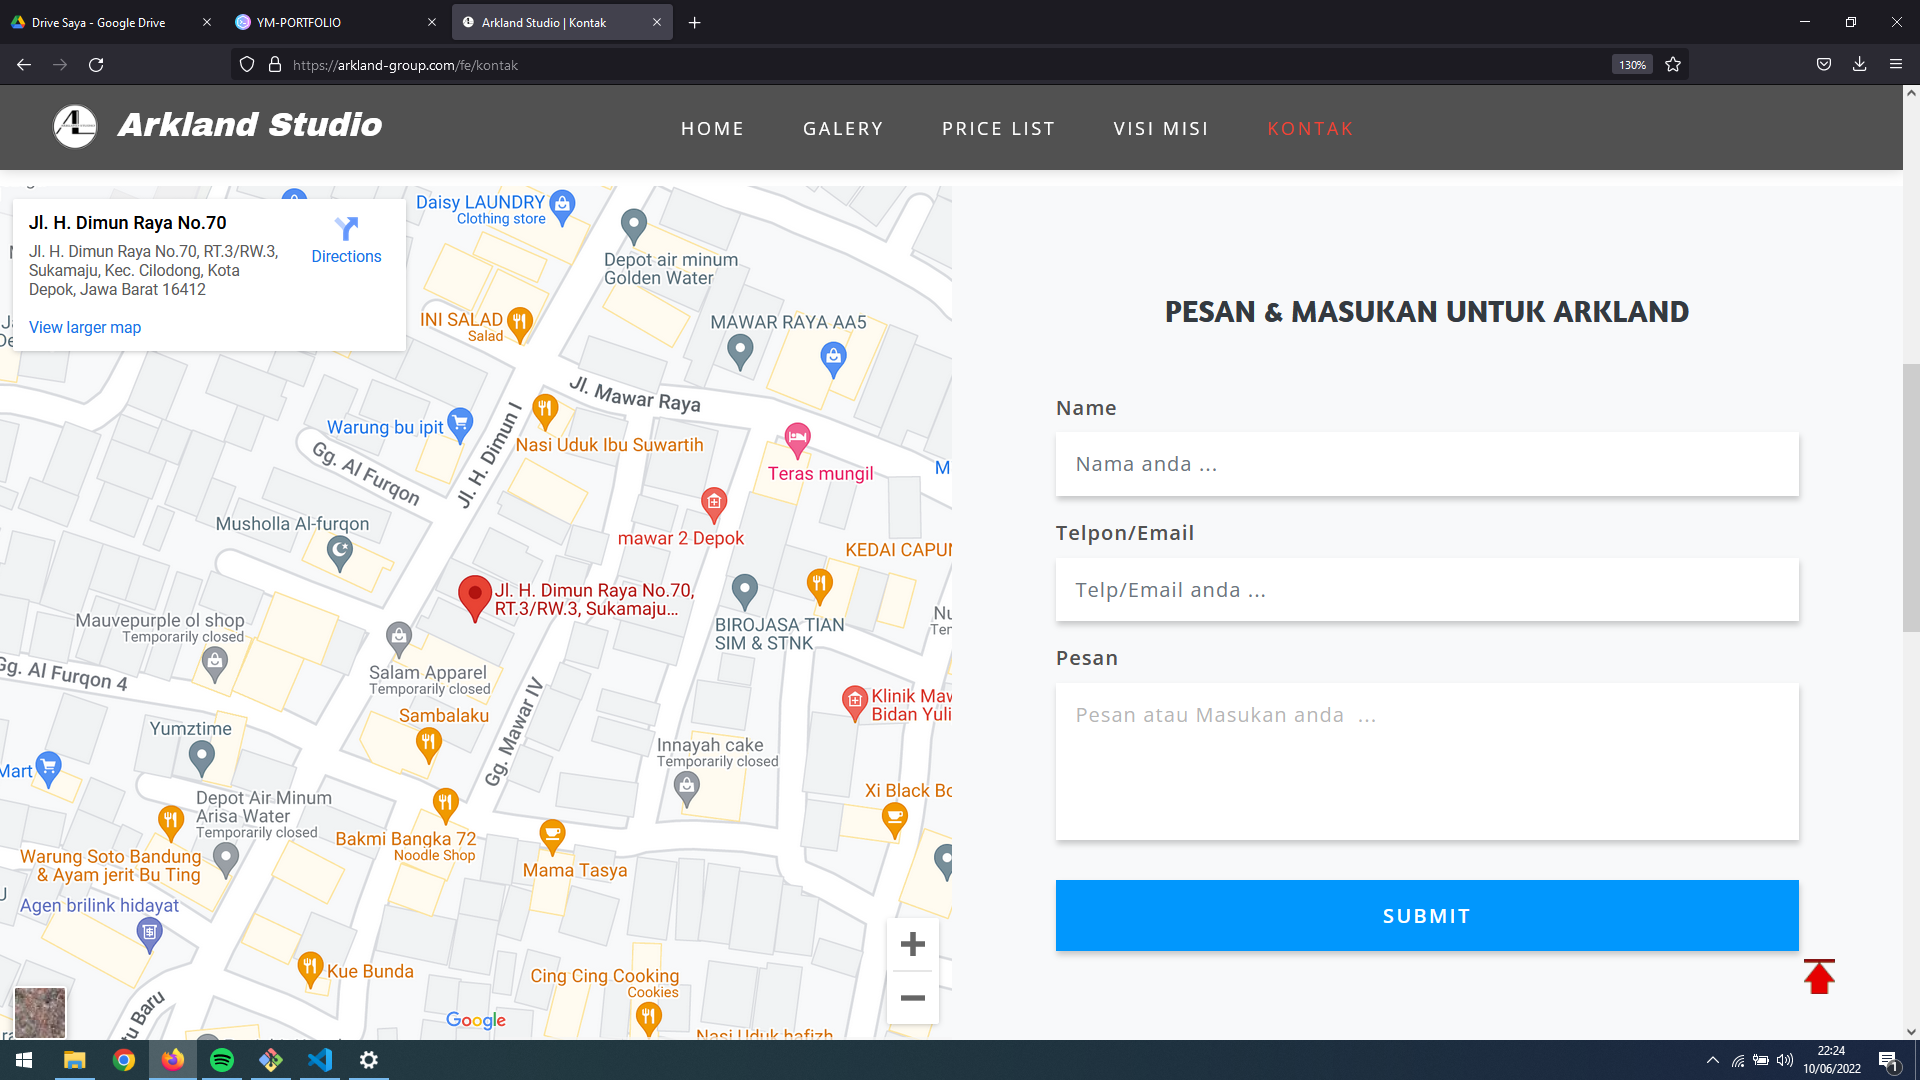 Drive Saya - Google Drive
YM-PORTFOLIO
Arkland Studio | Kontak
https://arkland-group.com/fe/kontak
130%
AL
Arkland Studio
HOME
GALERY
PRICE LIST
VISI MISI
KONTAK
Jl. H. Dimun Raya No.70
Jl. H. Dimun Raya No.70, RT.3/RW.3,
Sukamaju, Kec. Cilodong, Kota
Depok, Jawa Barat 16412
Directions
View larger map
Daisy LAUNDRY
Clothing store
Depot air minum
Golden Water
INI SALAD
Salad
MAWAR RAYA AA5
Jl. Mawar Raya
Jl. H. Dimun I
Warung bu ipit
Nasi Uduk Ibu Suwartih
Gg. Al Furqon
Teras mungil
M
Musholla Al-furqon
mawar 2 Depok
KEDAI CAPUN
Jl. H. Dimun Raya No.70,
RT.3/RW.3, Sukamaju...
Mauvepurple ol shop
Temporarily closed
BIROJASA TIAN
SIM & STNK
Nu
Tem
Salam Apparel
Temporarily closed
Gg. Al Furqon 4
Klinik Maw
Bidan Yuli
Sambalaku
Gg. Mawar IV
Yumztime
Innayah cake
Temporarily closed
Mart
Depot Air Minum
Arisa Water
Temporarily closed
Xi Black Bo
Bakmi Bangka 72
Noodle Shop
Warung Soto Bandung
& Ayam jerit Bu Ting
Mama Tasya
U
Agen brilink hidayat
Kue Bunda
Cing Cing Cooking
Cookies
tu Baru
Google
Nasi Uduk hafizh
PESAN & MASUKAN UNTUK ARKLAND
Name
Nama anda ...
Telpon/Email
Telp/Email anda ...
Pesan
Pesan atau Masukan anda ...
SUBMIT
22:24
10/06/2022
1